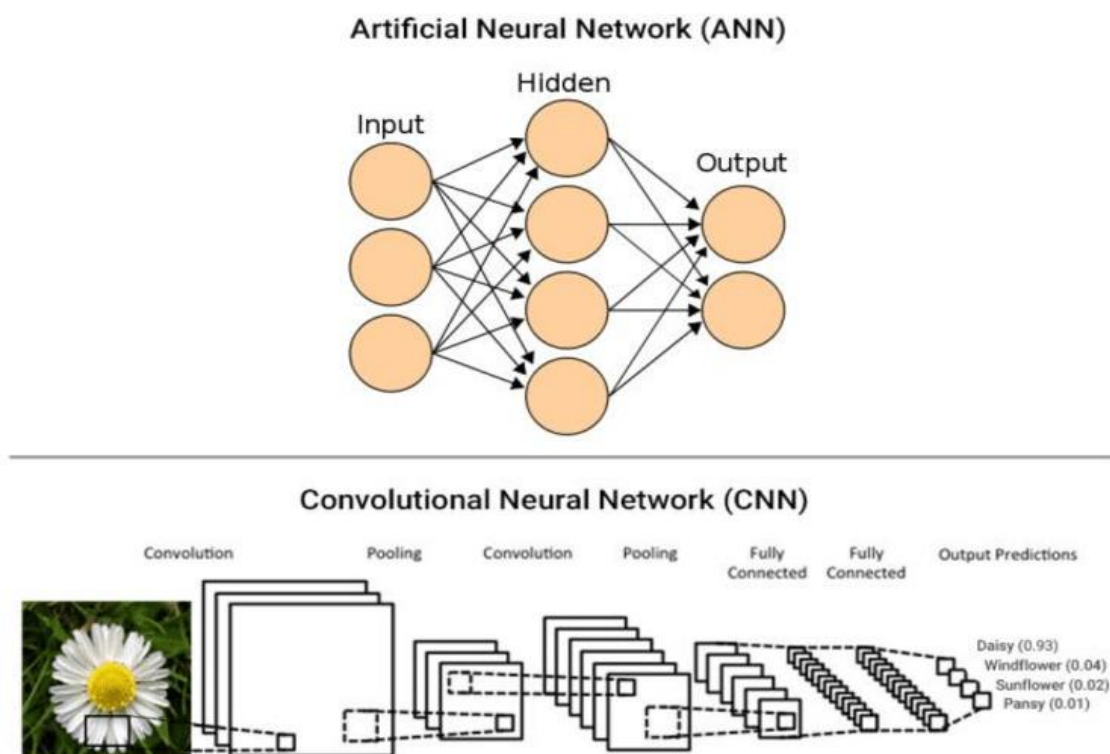 Artificial Neural Network (ANN)
Hidden
Input
Output
Convolutional Neural Network (CNN)
Convolution
Pooling
Convolution
Pooling
Fully
Connected
Fully
Connected
Output Predictions
Daisy (0.93)
Windflower (0.04)
Sunflower (0.02)
Pansy (0.01)